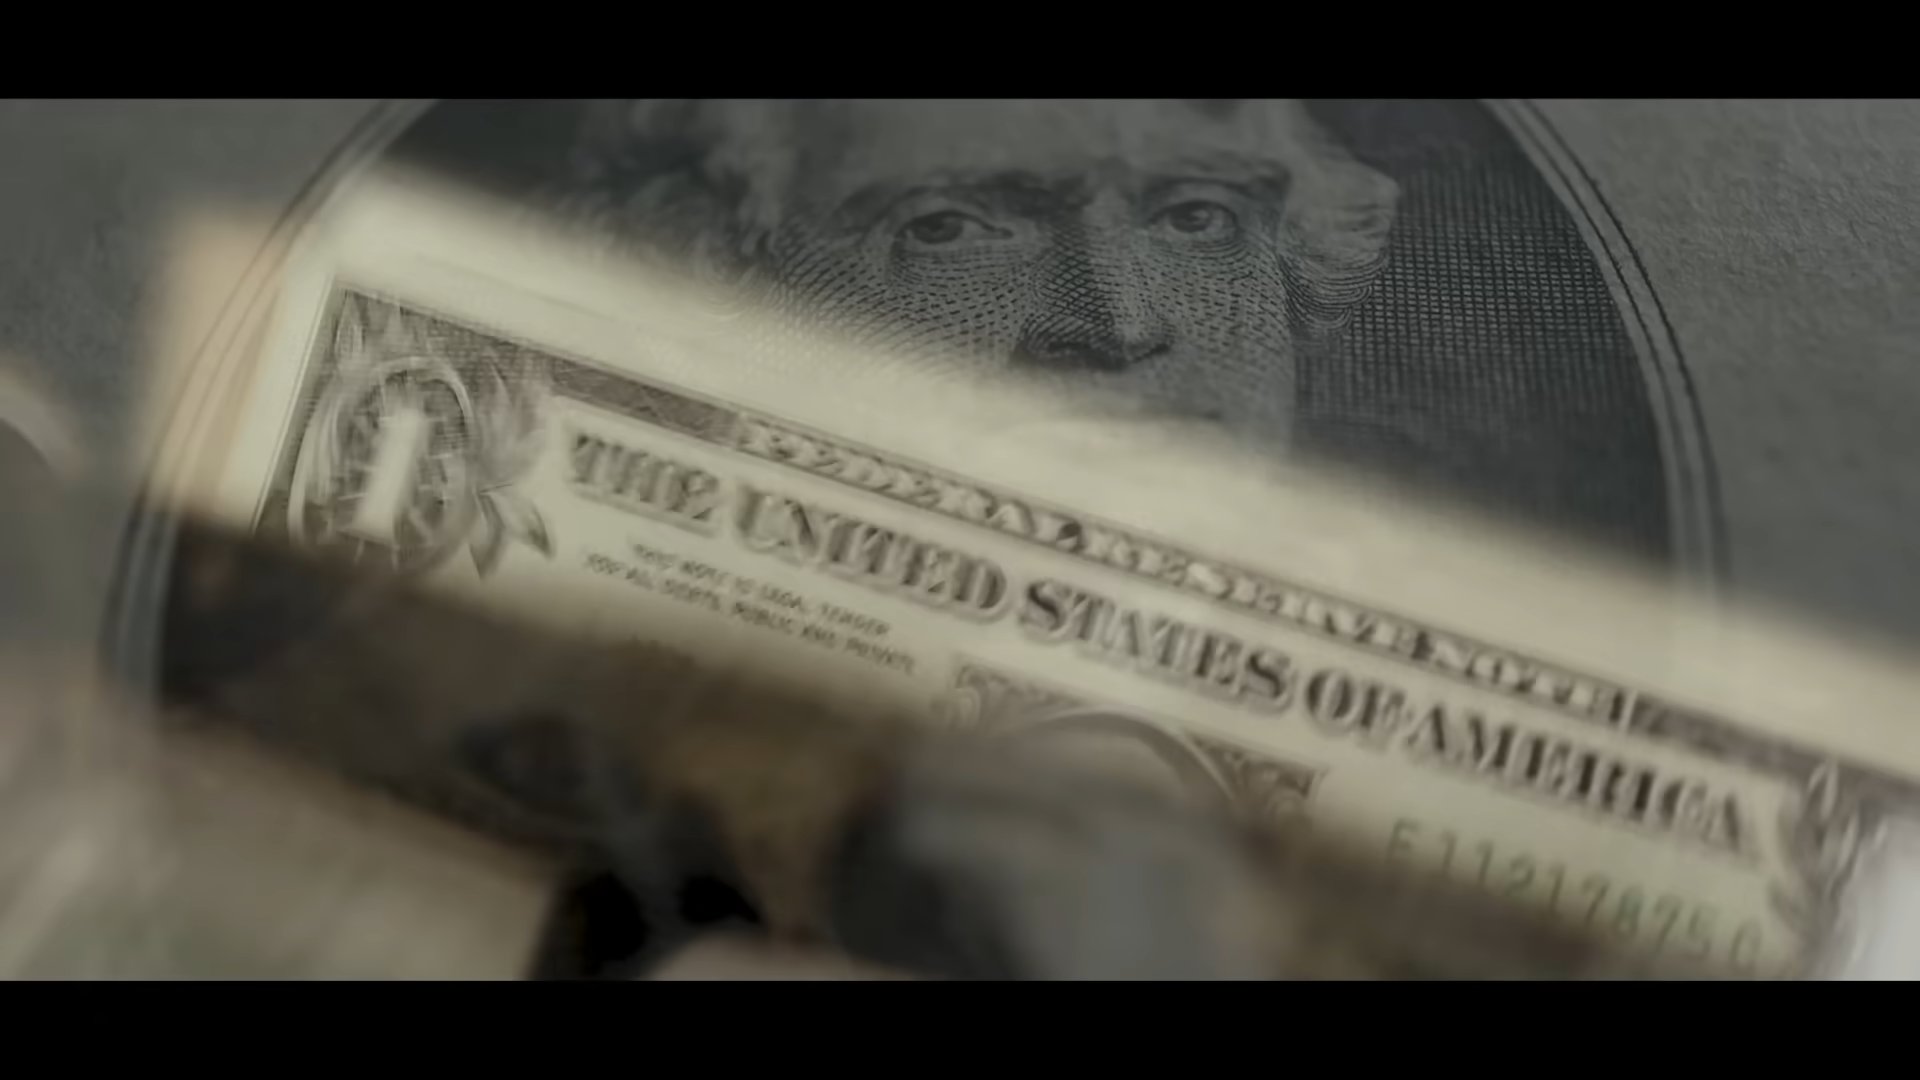 1
FEDERAL RESERVE NOTE
THE UNITED STATES OF AMERICA
THIS NOTE IS LEGAL TENDER
FOR ALL DEBTS, PUBLIC AND PRIVATE